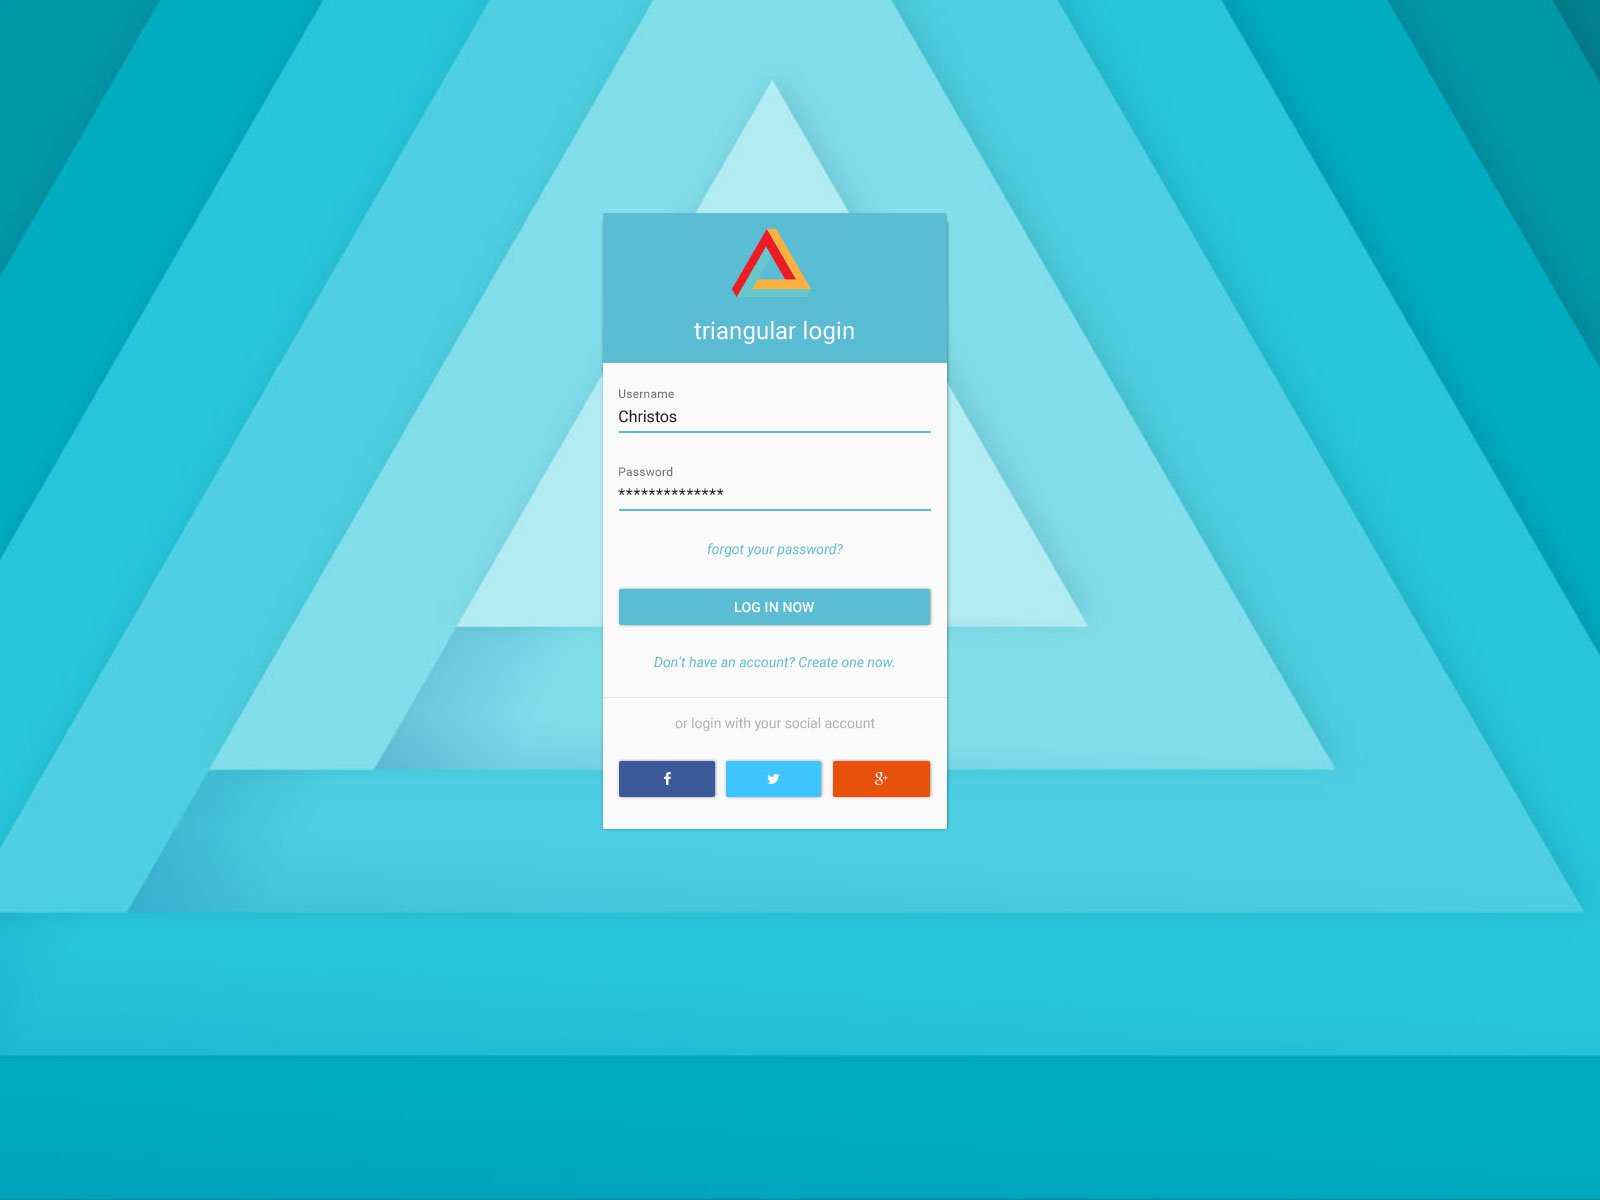 triangular login
Username
Christos
Password
**************
forgot your password?
LOG IN NOW
Don't have an account? Create one now.
or login with your social account
f
g+